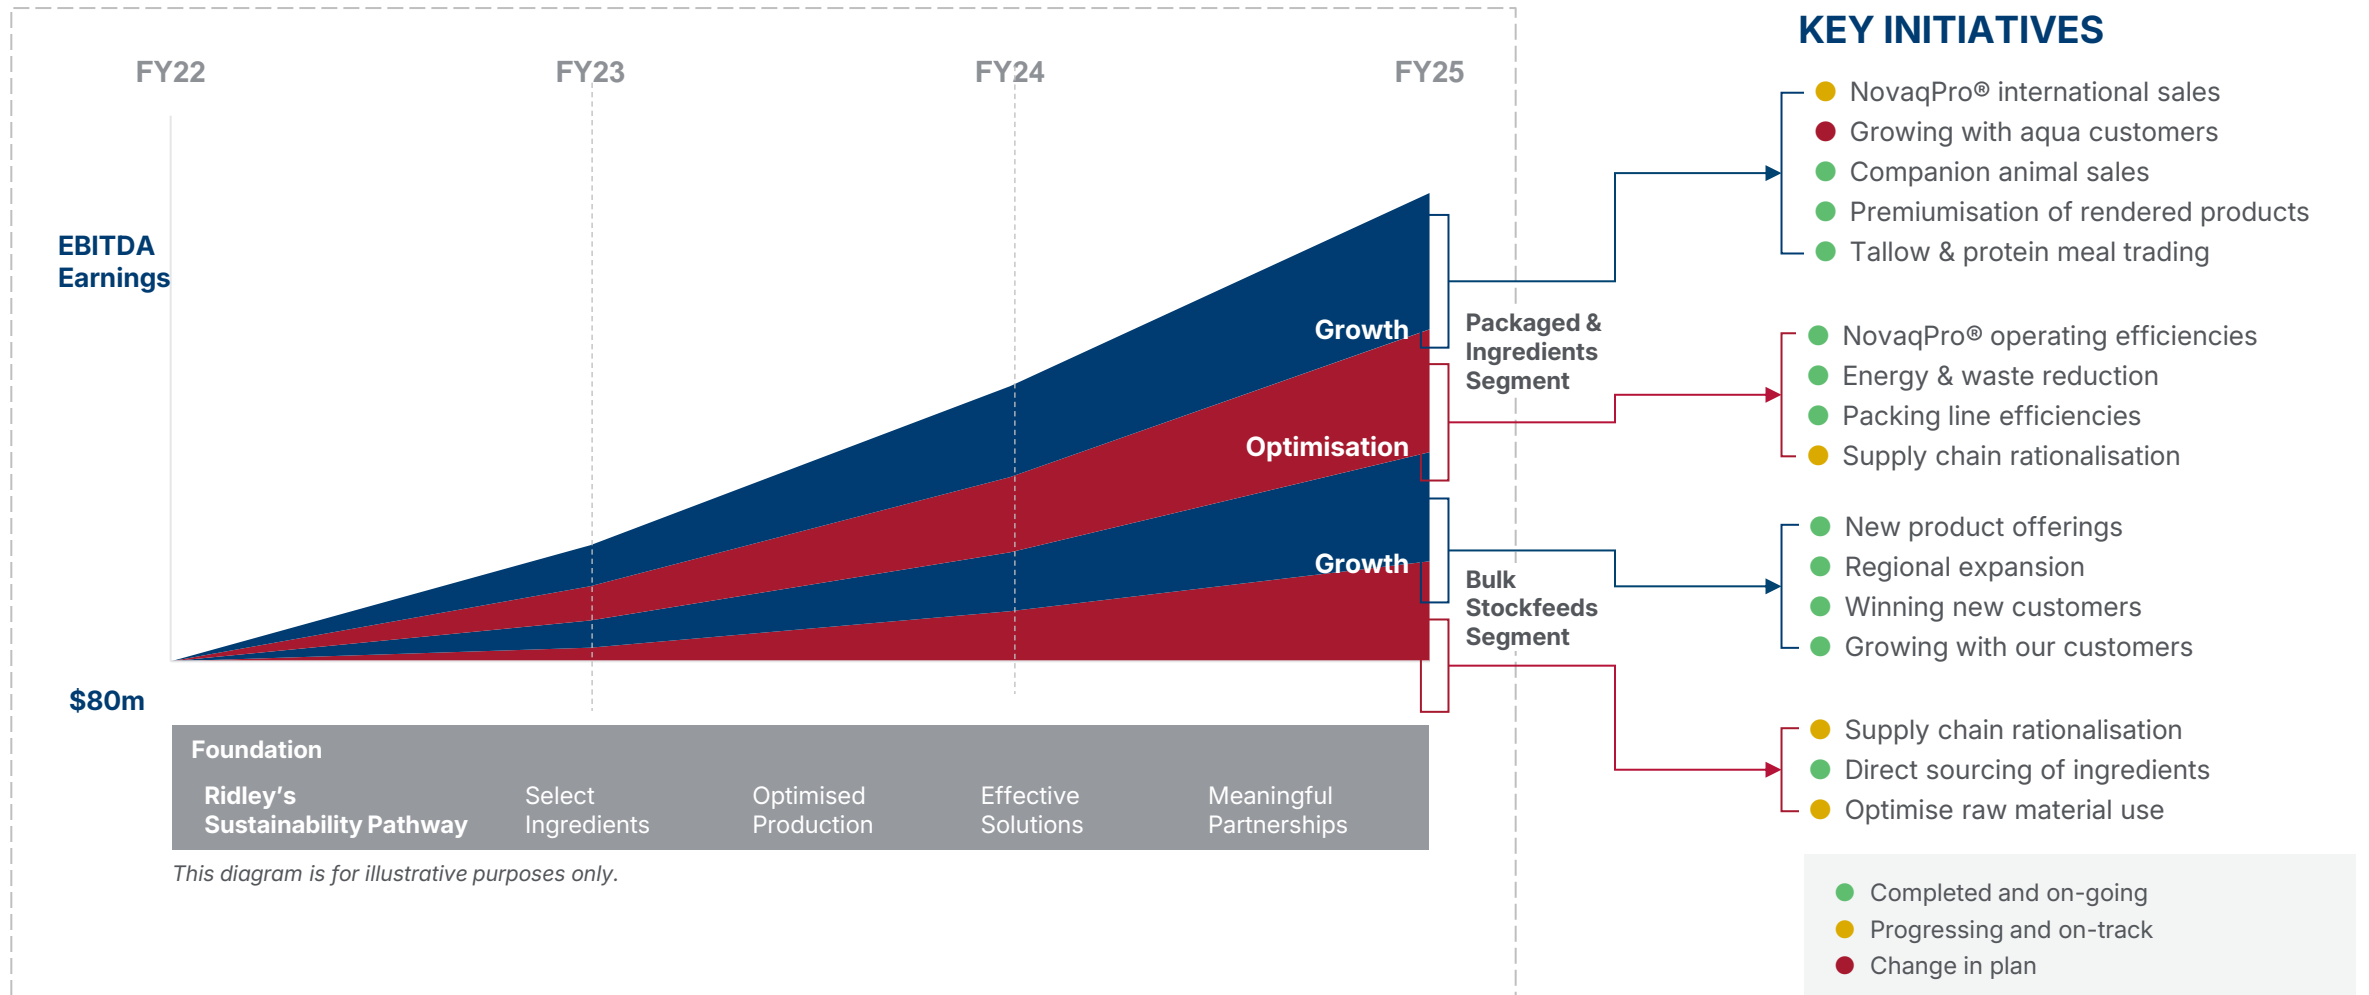 KEY INITIATIVES
FY22
FY23
FY24
FY25
EBITDA
Earnings
$80m
Growth
Optimisation
Growth
Packaged &
Ingredients
Segment
Bulk
Stockfeeds
Segment
NovaqPro® international sales
Growing with aqua customers
Companion animal sales
Premiumisation of rendered products
Tallow & protein meal trading
NovaqPro® operating efficiencies
Energy & waste reduction
Packing line efficiencies
Supply chain rationalisation
New product offerings
Regional expansion
Winning new customers
Growing with our customers
Supply chain rationalisation
Direct sourcing of ingredients
Optimise raw material use
Foundation
Ridley’s
Sustainability Pathway
Select
Ingredients
Optimised
Production
Effective
Solutions
Meaningful
Partnerships
This diagram is for illustrative purposes only.
Completed and on-going
Progressing and on-track
Change in plan